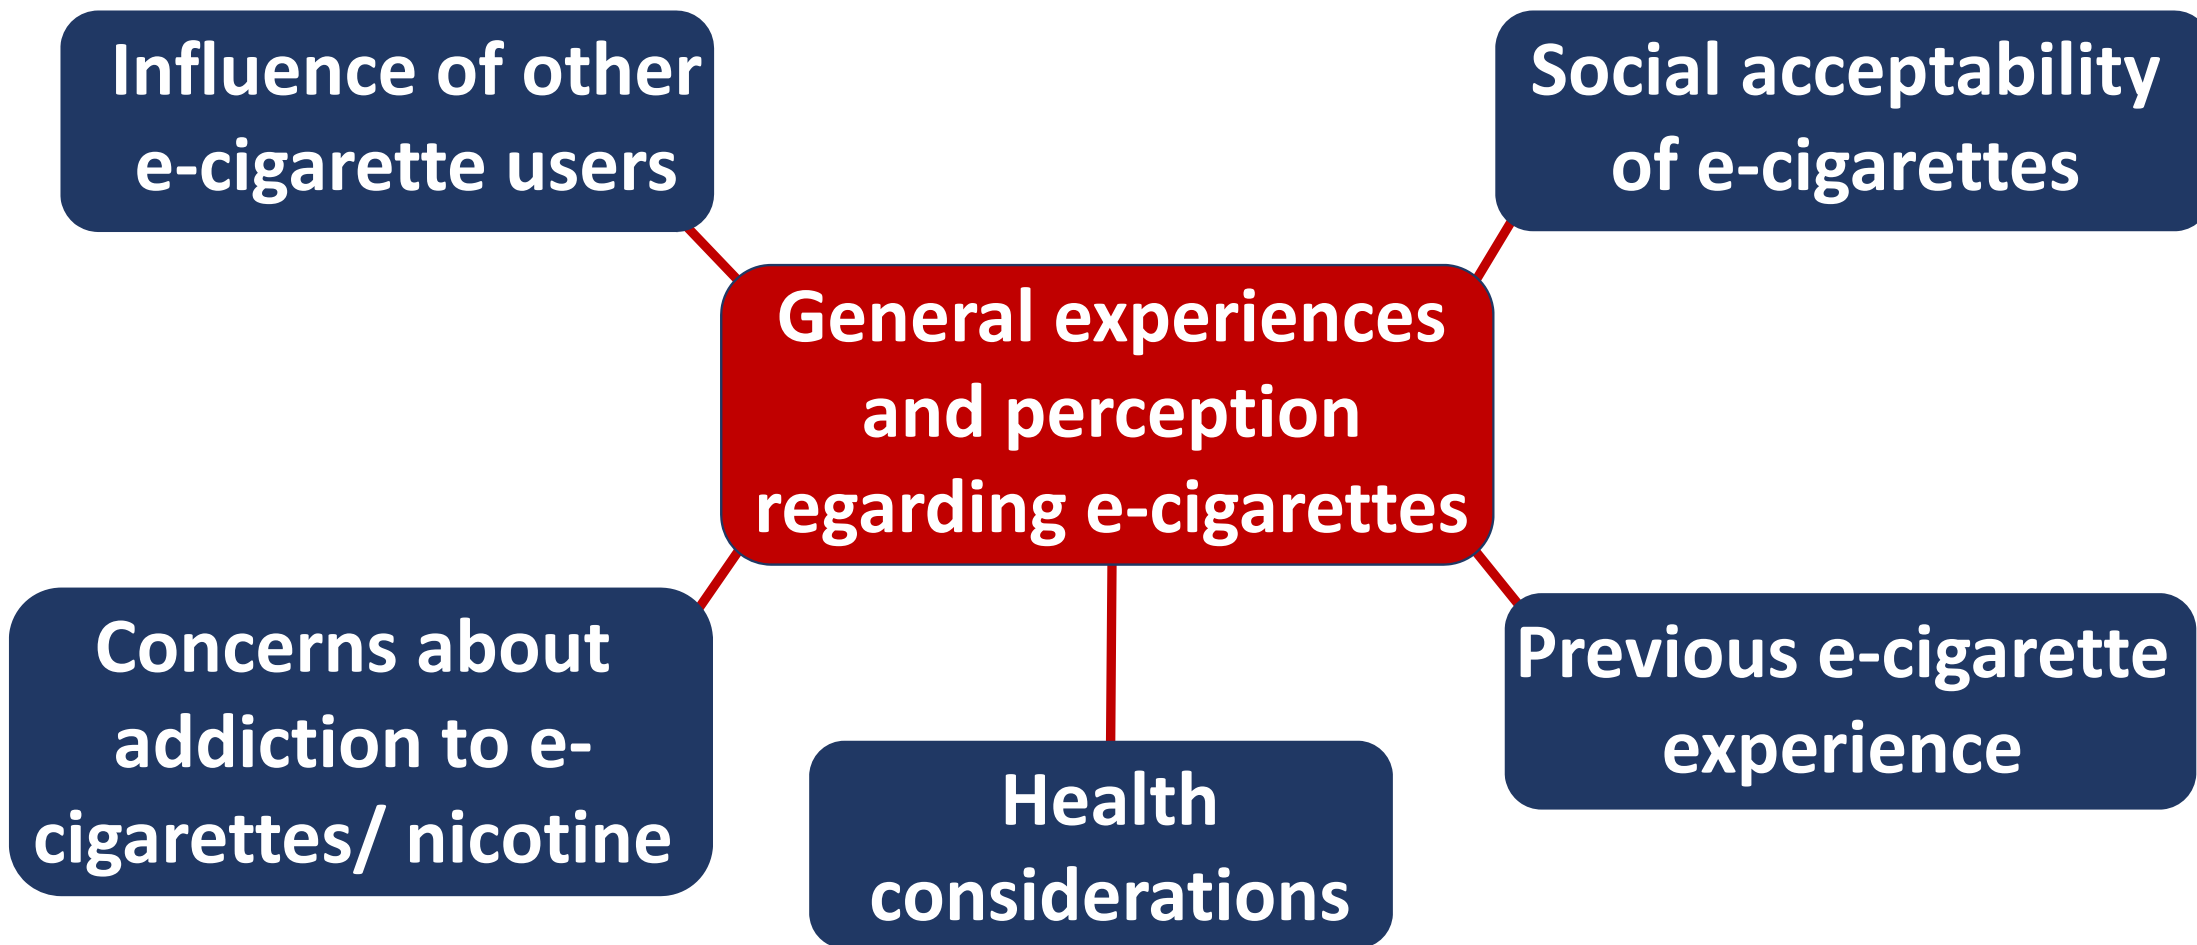 Influence of other
e-cigarette users
Social acceptability
of e-cigarettes
General experiences
and perception
regarding e-cigarettes
Concerns about
addiction to e-
cigarettes/ nicotine
Health
considerations
Previous e-cigarette
experience